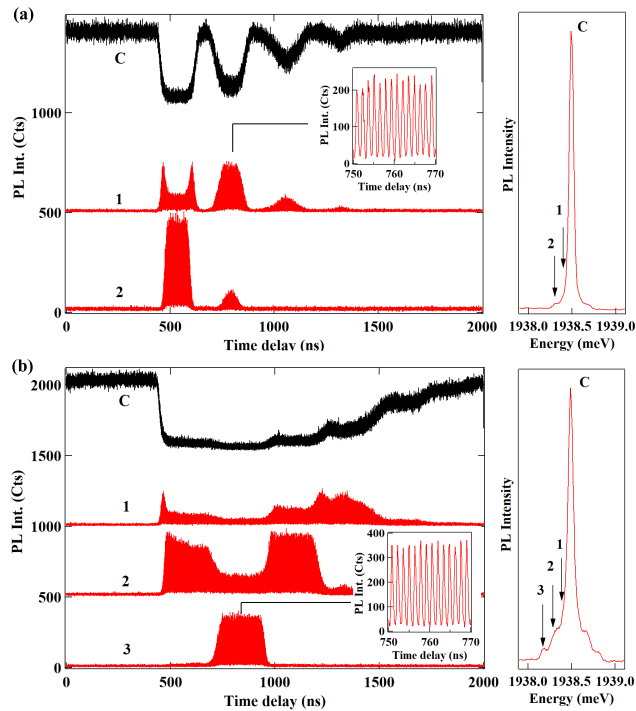 (a)
C
1000
500
0
PL Int. (Cts)
1
2
0 500 1000 1500 2000
Time delay (ns)
200
100
0
PL Int. (Cts)
750 760 770
Time delay (ns)
C
1
2
PL Intensity
1938.0 1938.5 1939.0
Energy (meV)
(b)
C
2000
1500
1000
500
0
PL Int. (Cts)
1
2
3
0 500 1000 1500 2000
Time delay (ns)
400
300
200
100
0
PL Int. (Cts)
750 760 770
Time delay (ns)
C
1
2
3
PL Intensity
1938.0 1938.5 1939.0
Energy (meV)